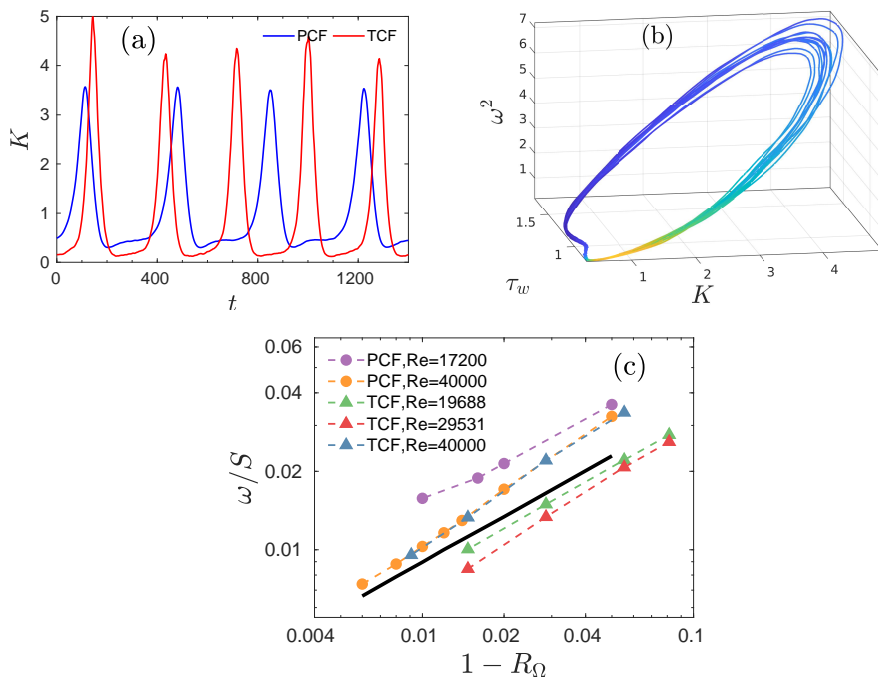 (a)
PCF TCF
K
5
4
3
2
1
0
0 400 800 1200
t
(b)
ω²
7
6
5
4
3
2
1
1.5
1
τ_w
1 2 3 4
K
(c)
PCF,Re=17200
PCF,Re=40000
TCF,Re=19688
TCF,Re=29531
TCF,Re=40000
ω/S
0.06
0.04
0.02
0.01
0.004 0.01 0.02 0.04 0.1
1 − R_Ω